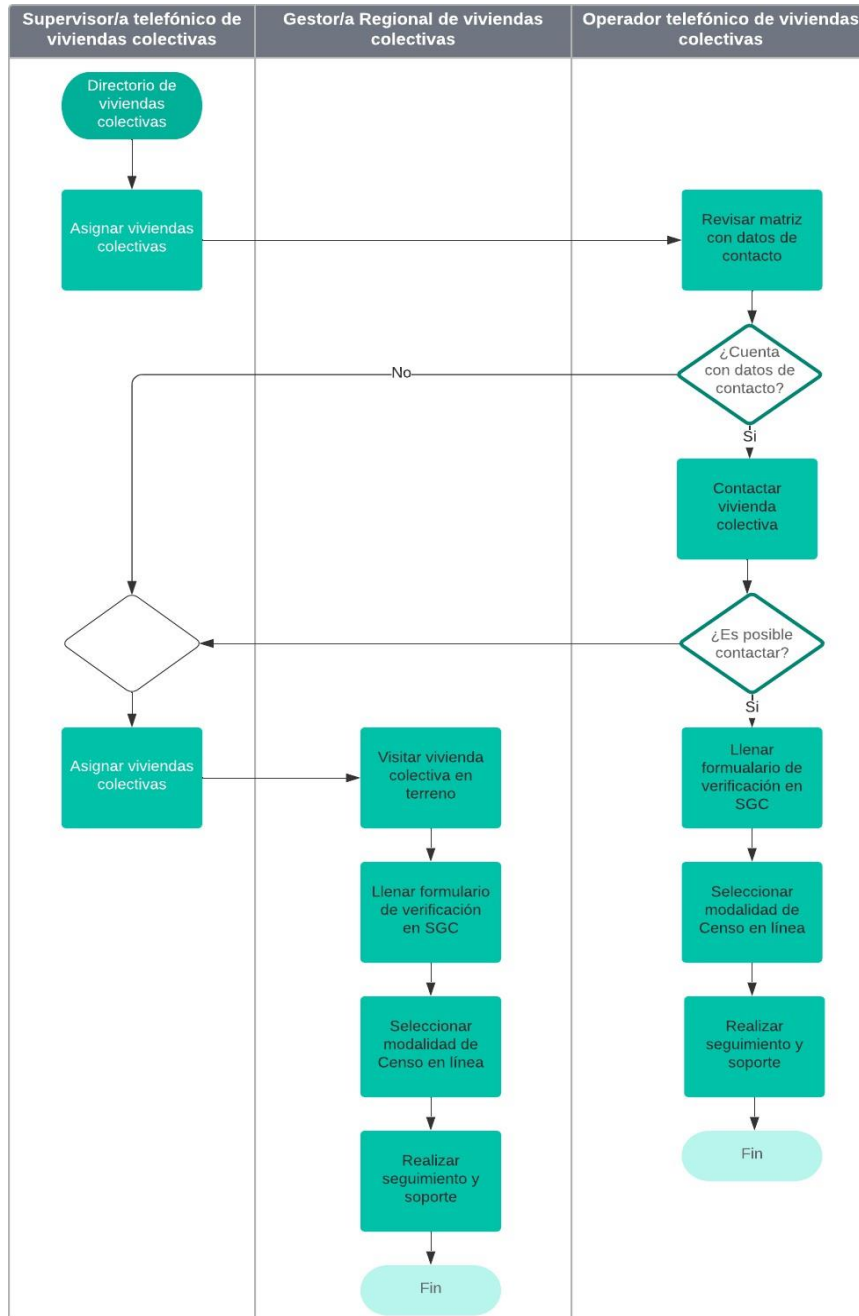 Supervisor/a telefónico de
viviendas colectivas
Gestor/a Regional de viviendas
colectivas
Operador telefónico de viviendas
colectivas
Directorio de
viviendas
colectivas
Asignar viviendas
colectivas
Revisar matriz
con datos de
contacto
¿Cuenta
con datos de
contacto?
No
Si
Contactar
vivienda
colectiva
¿Es posible
contactar?
Si
Asignar viviendas
colectivas
Visitar vivienda
colectiva en
terreno
Llenar
formualario de
verificación en
SGC
Llenar formulario
de verificación
en SGC
Seleccionar
modalidad de
Censo en línea
Seleccionar
modalidad de
Censo en línea
Realizar
seguimiento y
soporte
Realizar
seguimiento y
soporte
Fin
Fin